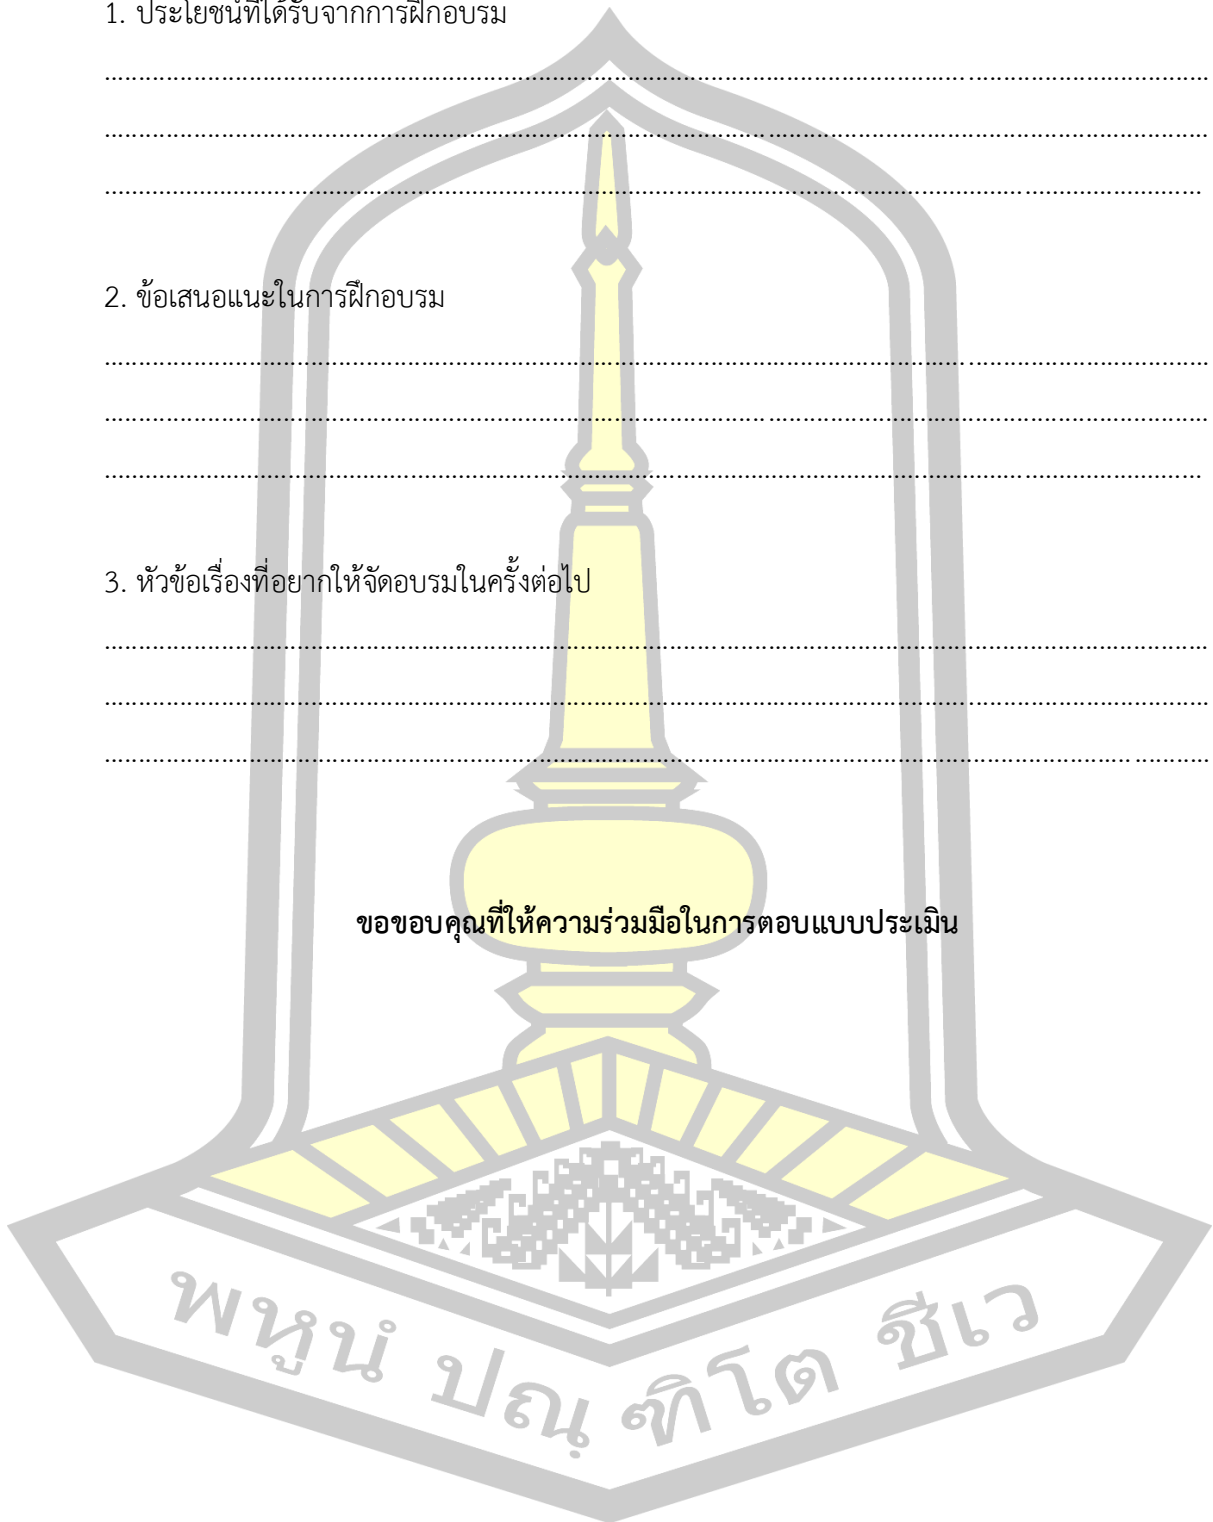 1. ประโยชน์ที่ได้รับจากการฝึกอบรม
................................................................................................................................................................
................................................................................................................................................................
...............................................................................................................................................................
2. ข้อเสนอแนะในการฝึกอบรม
................................................................................................................................................................
................................................................................................................................................................
...............................................................................................................................................................
3. หัวข้อเรื่องที่อยากให้จัดอบรมในครั้งต่อไป
................................................................................................................................................................
................................................................................................................................................................
................................................................................................................................................................
ขอขอบคุณที่ให้ความร่วมมือในการตอบแบบประเมิน
พหูนํ ปณฺฑิโต ชีเว